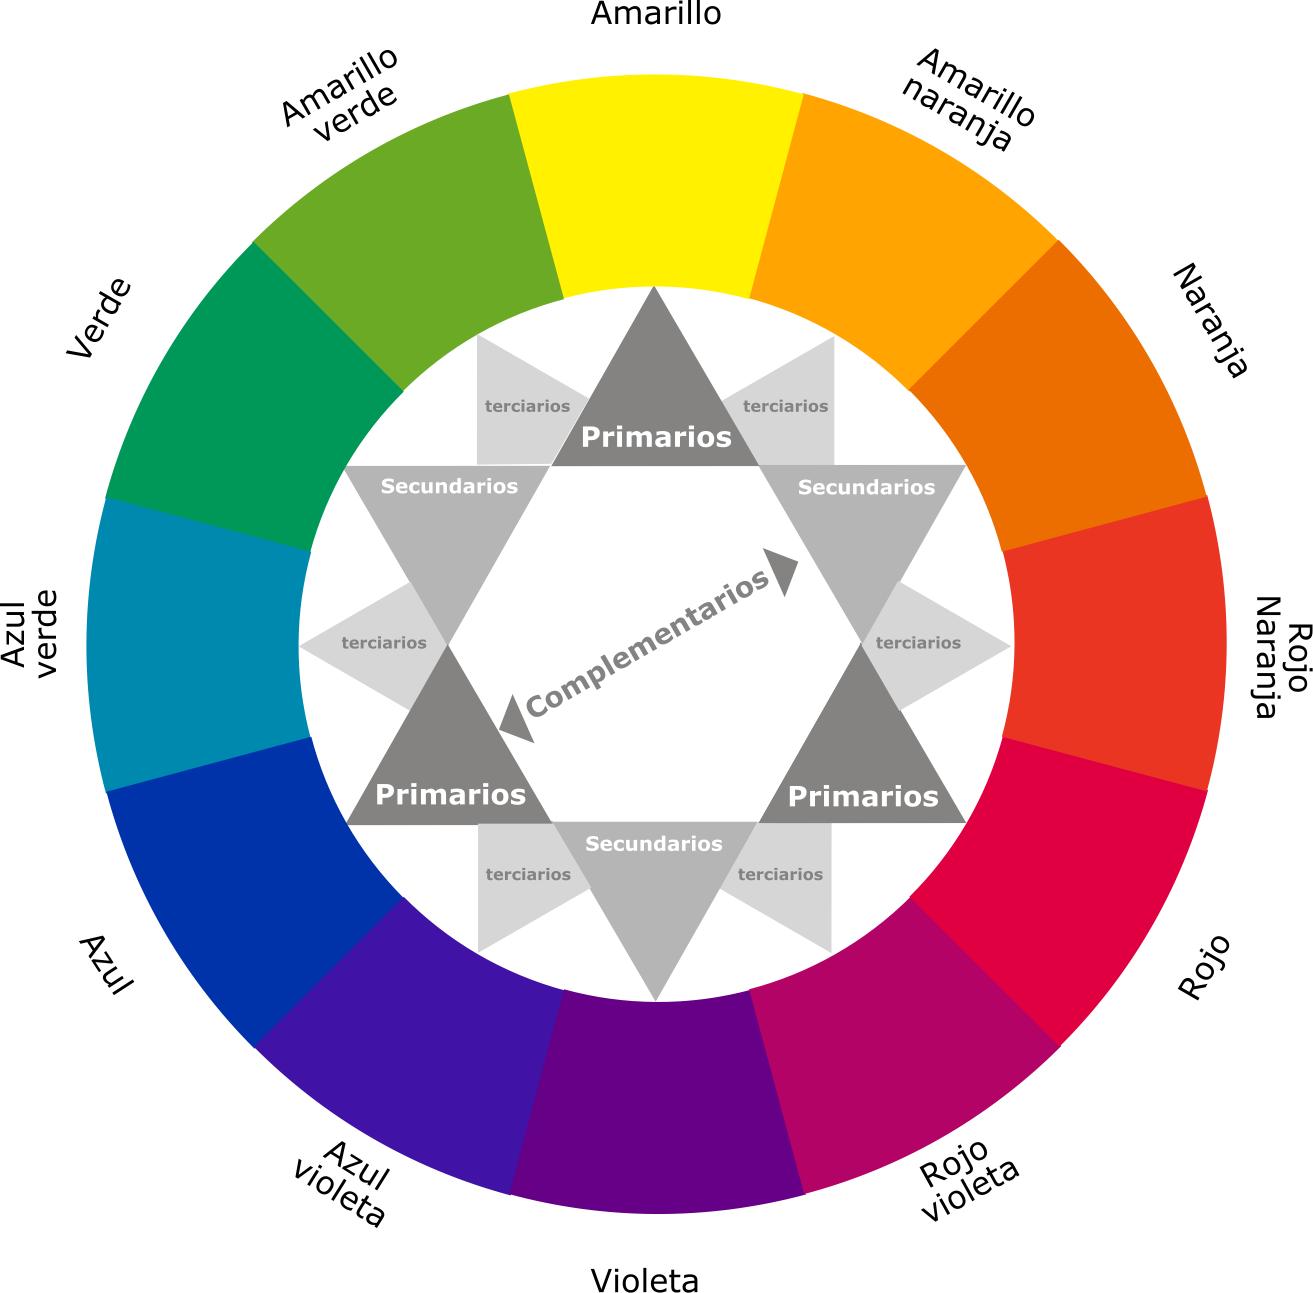 Amarillo
Amarillo
verde
Amarillo
naranja
Verde
Naranja
terciarios
Primarios
terciarios
Secundarios
Secundarios
Complementarios
Azul
verde
terciarios
terciarios
Rojo
Naranja
Primarios
Primarios
Secundarios
terciarios
terciarios
Azul
Rojo
Azul
violeta
Rojo
violeta
Violeta